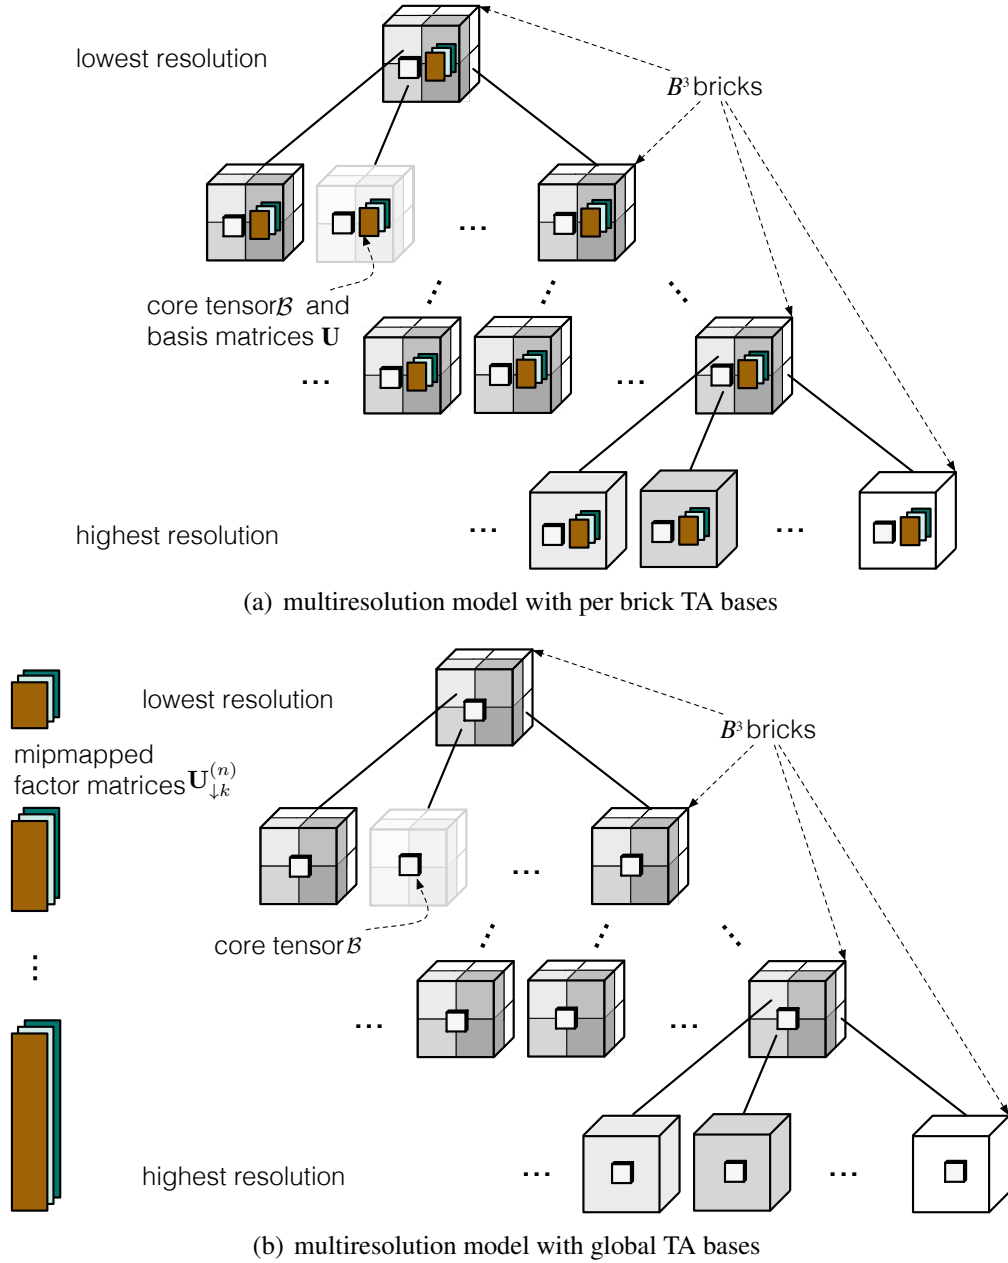 lowest resolution
B³ bricks
core tensor ℬ and
basis matrices U
highest resolution
(a) multiresolution model with per brick TA bases
lowest resolution
B³ bricks
mipmapped
factor matrices U↓k(n)
core tensor ℬ
highest resolution
(b) multiresolution model with global TA bases